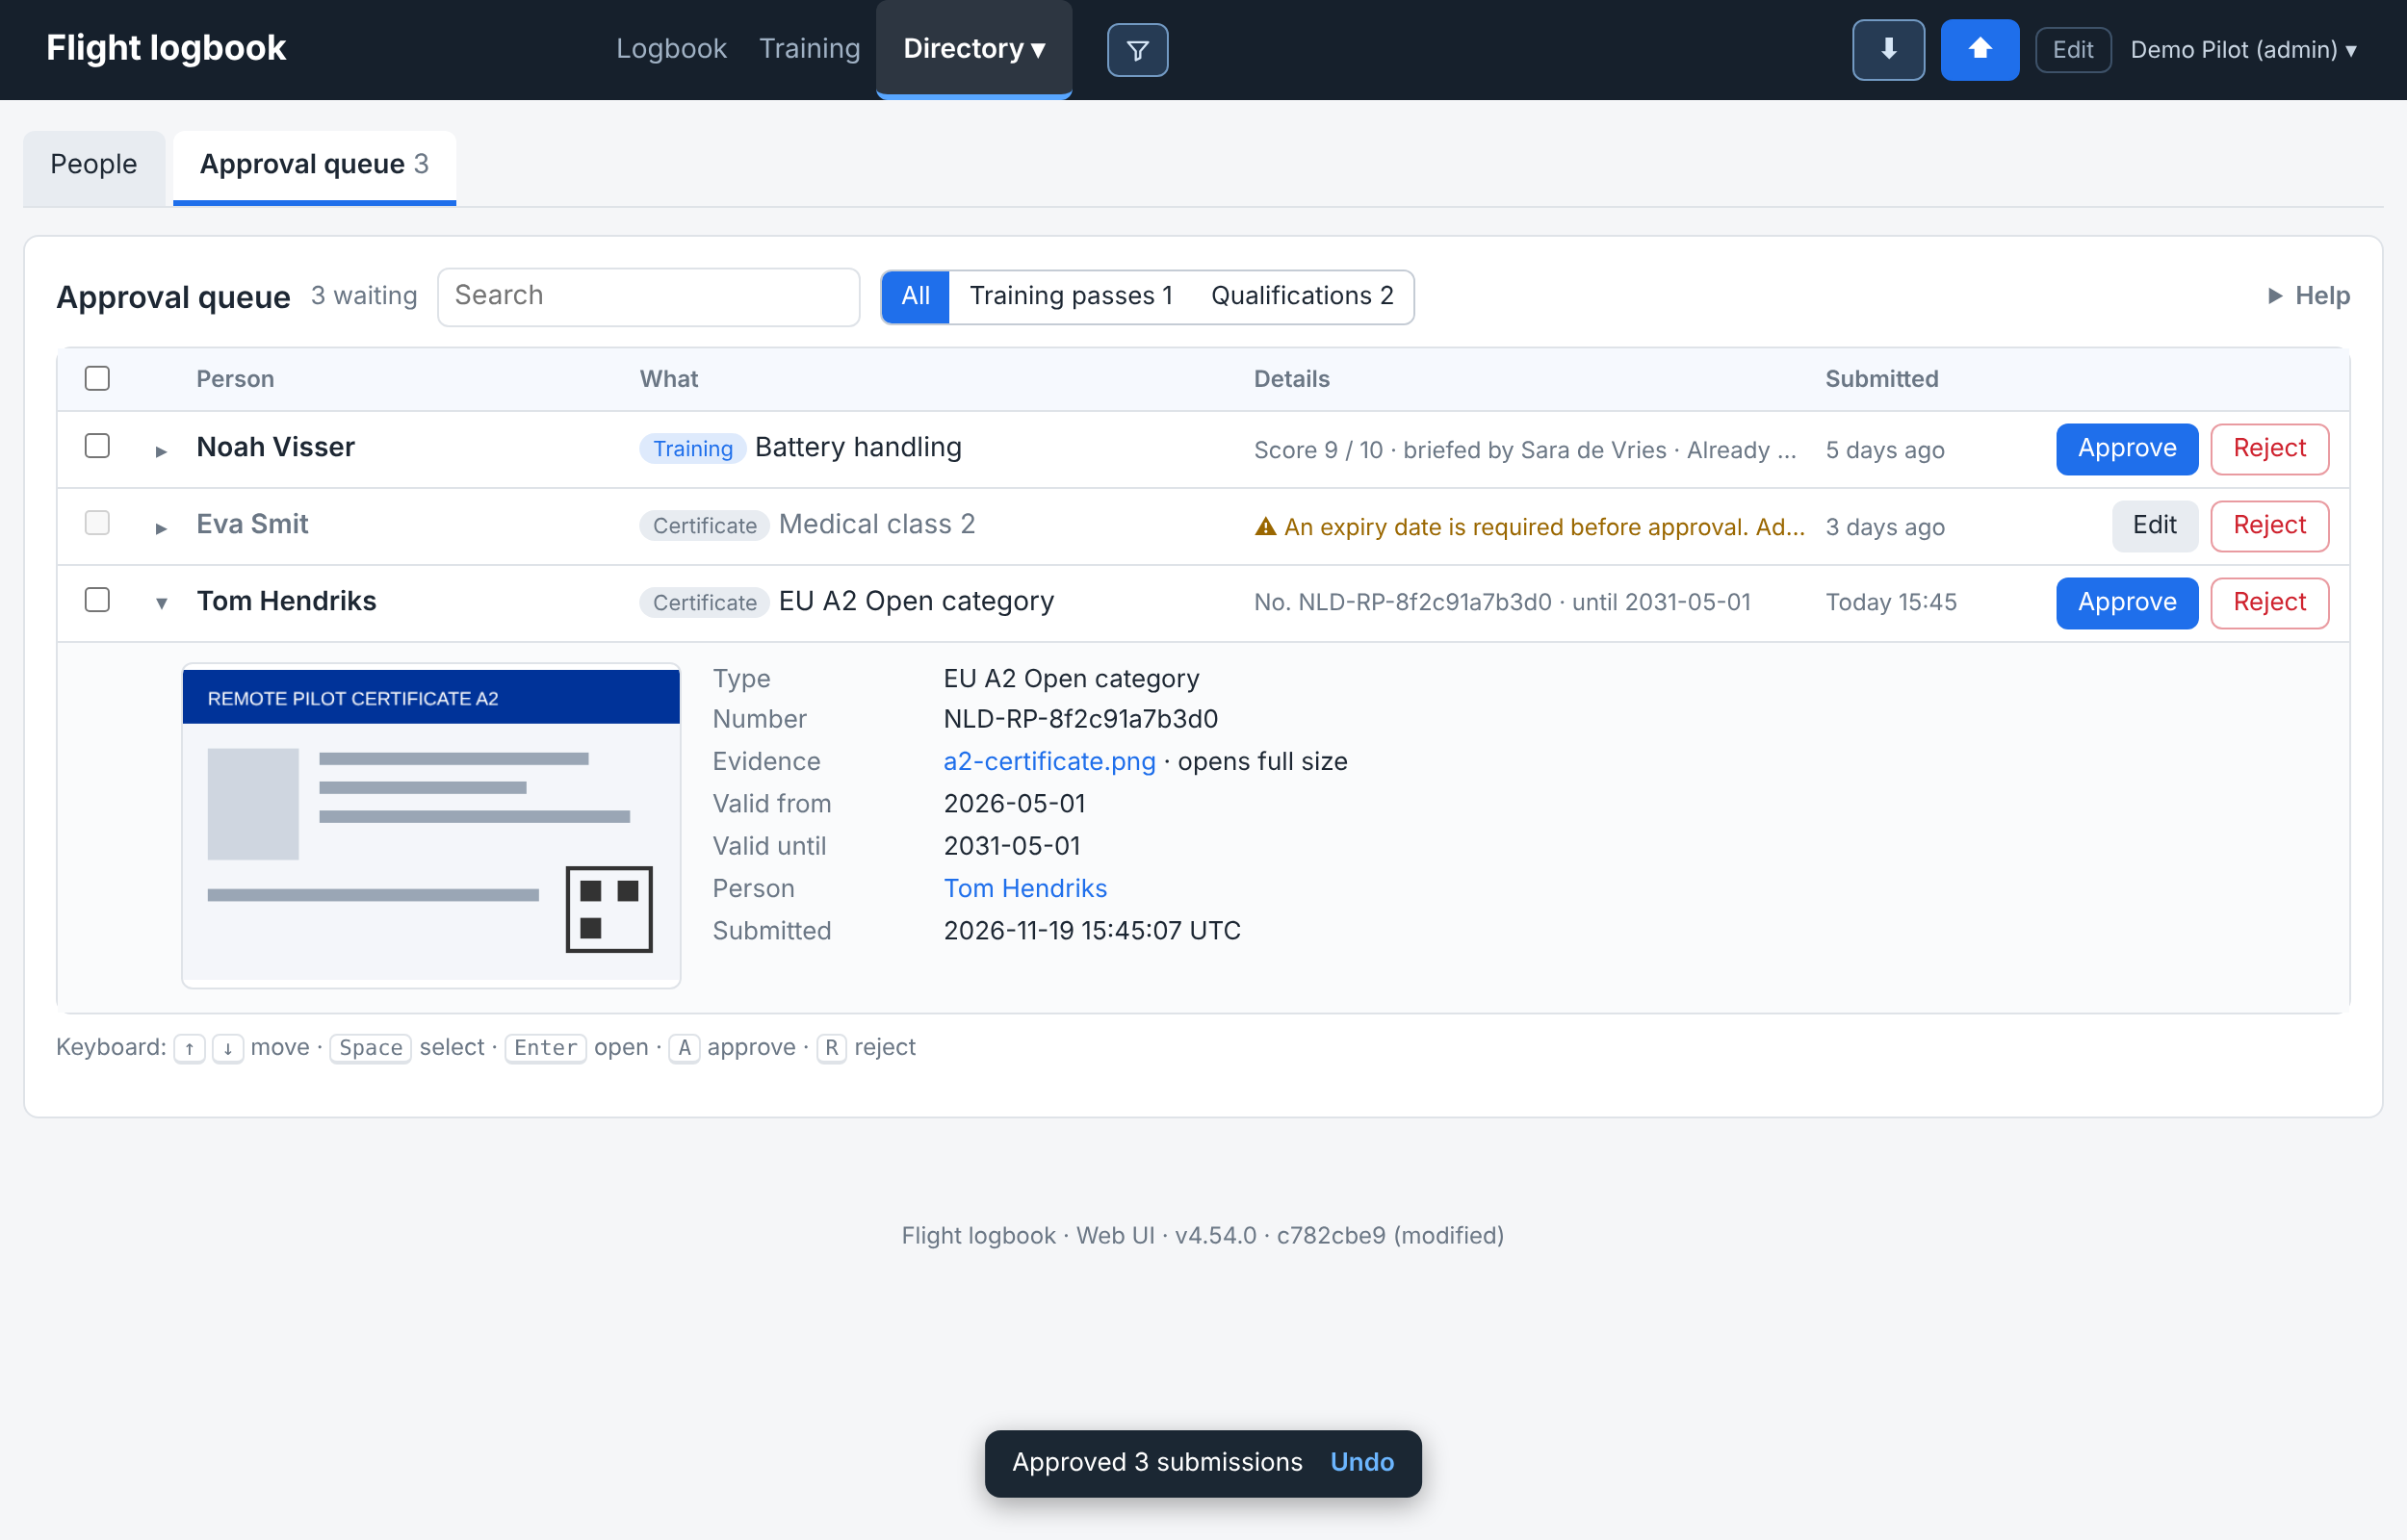 Flight logbook
Logbook Training Directory ▾
Edit Demo Pilot (admin) ▾
People Approval queue 3
Approval queue 3 waiting Search All Training passes 1 Qualifications 2 ▶ Help
Person What Details Submitted
▸ Noah Visser Training Battery handling Score 9 / 10 · briefed by Sara de Vries · Already ... 5 days ago Approve Reject
▸ Eva Smit Certificate Medical class 2 ⚠ An expiry date is required before approval. Ad... 3 days ago Edit Reject
▾ Tom Hendriks Certificate EU A2 Open category No. NLD-RP-8f2c91a7b3d0 · until 2031-05-01 Today 15:45 Approve Reject
REMOTE PILOT CERTIFICATE A2
Type EU A2 Open category
Number NLD-RP-8f2c91a7b3d0
Evidence a2-certificate.png · opens full size
Valid from 2026-05-01
Valid until 2031-05-01
Person Tom Hendriks
Submitted 2026-11-19 15:45:07 UTC
Keyboard: ↑ ↓ move · Space select · Enter open · A approve · R reject
Flight logbook · Web UI · v4.54.0 · c782cbe9 (modified)
Approved 3 submissions Undo